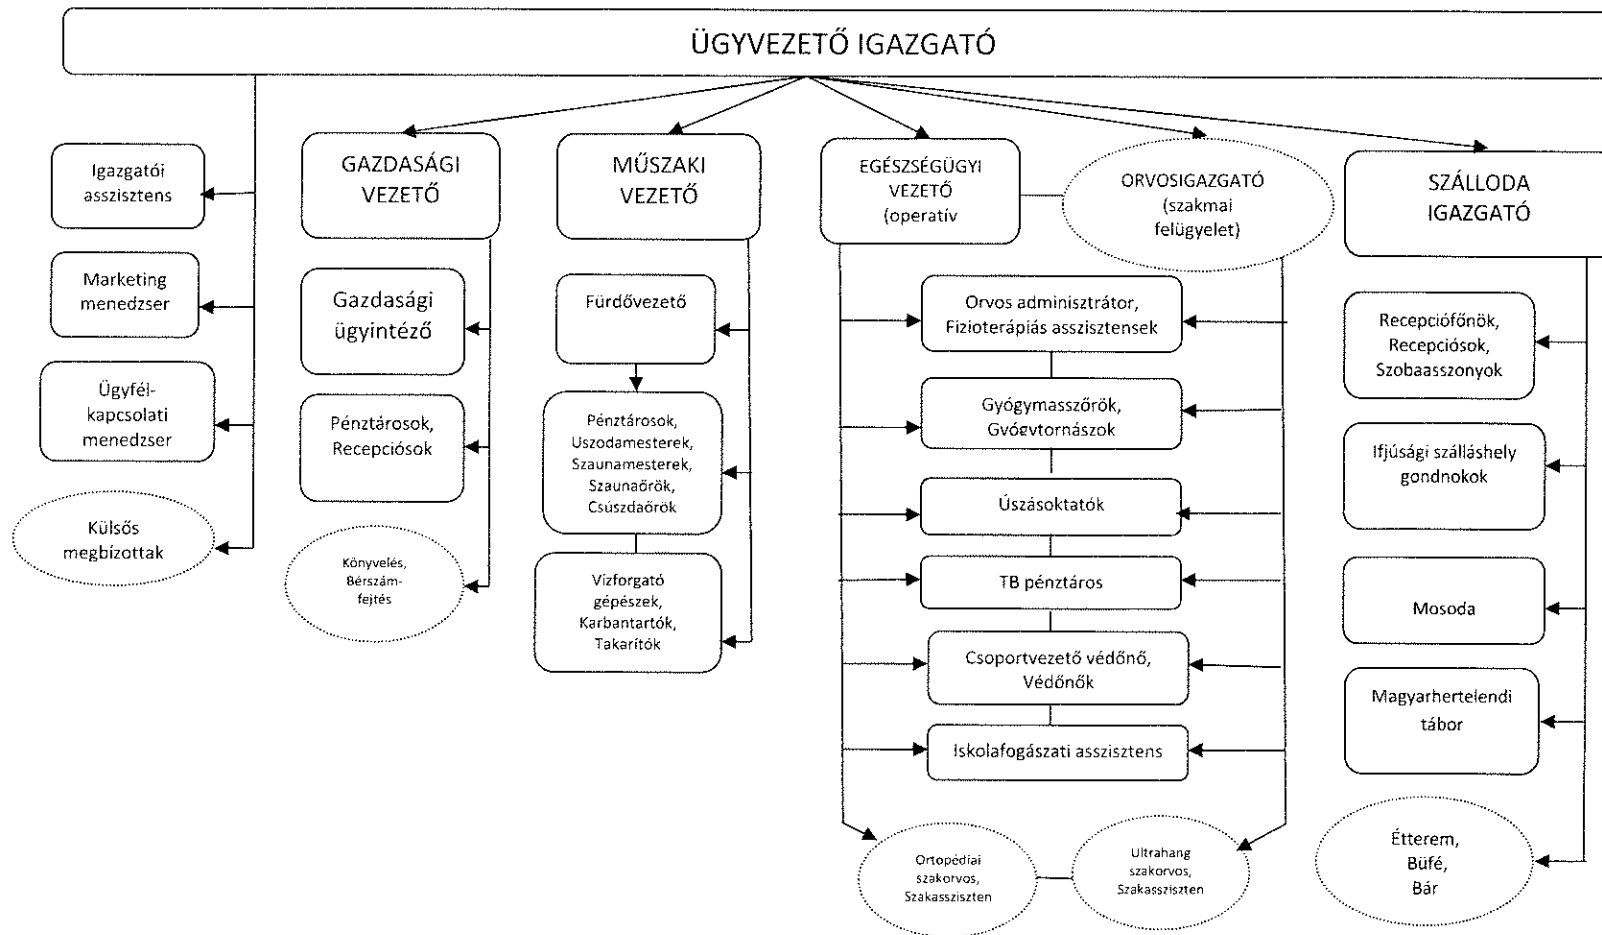 ÜGYVEZETŐ IGAZGATÓ
Igazgatói
asszisztens
Marketing
menedzser
Ügyfél-
kapcsolati
menedzser
Külsős
megbízottak
GAZDASÁGI
VEZETŐ
Gazdasági
ügyintéző
Pénztárosok,
Recepciósok
Könyvelés,
Bérszám-
fejtés
MŰSZAKI
VEZETŐ
Fürdővezető
Pénztárosok,
Uszodamesterek,
Szaunamesterek,
Szaunaőrök,
Csúszdaőrök
Vízforgató
gépészek,
Karbantartók,
Takarítók
EGÉSZSÉGÜGYI
VEZETŐ
(operatív
ORVOSIGAZGATÓ
(szakmai
felügyelet)
Orvos adminisztrátor,
Fizioterápiás asszisztensek
Gyógymasszőrök,
Gyógytornászok
Úszásoktatók
TB pénztáros
Csoportvezető védőnő,
Védőnők
Iskolafogászati asszisztens
Ortopédiai
szakorvos,
Szakassziszten
Ultrahang
szakorvos,
Szakassziszten
SZÁLLODA
IGAZGATÓ
Recepciófőnök,
Recepciósok,
Szobaasszonyok
Ifjúsági szálláshely
gondnokok
Mosoda
Magyarhertelendi
tábor
Étterem,
Büfé,
Bár